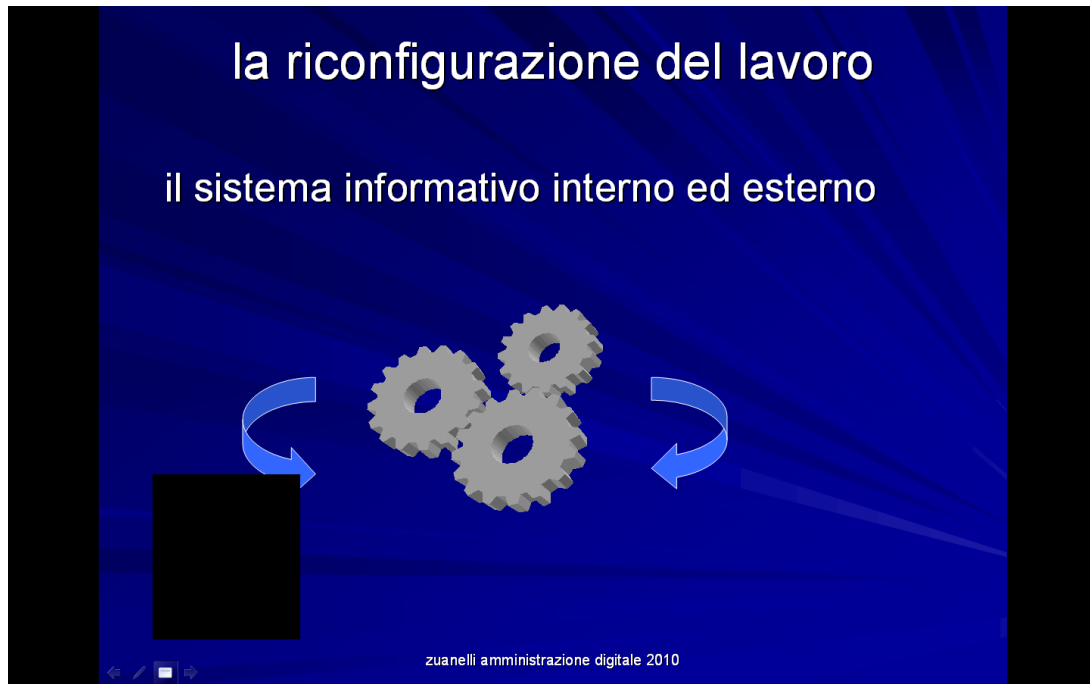 la riconfigurazione del lavoro
il sistema informativo interno ed esterno
zuanelli amministrazione digitale 2010